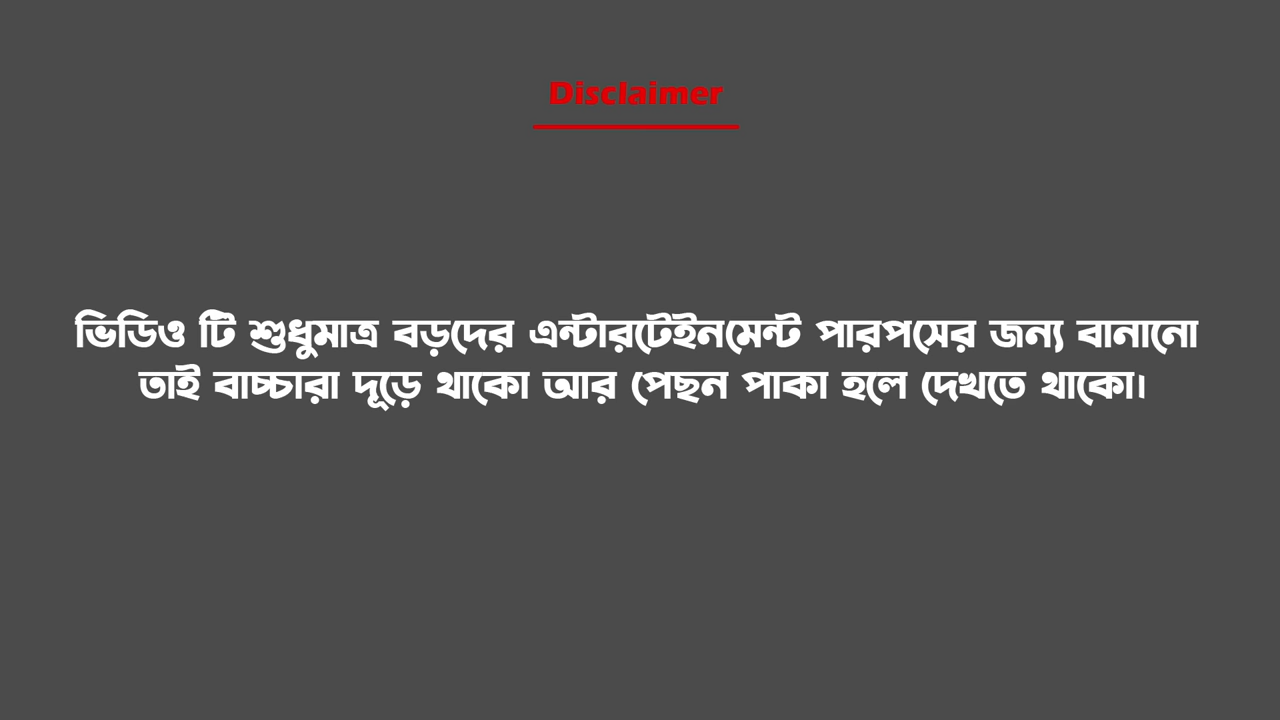 Disclaimer
ভিডিও টি শুধুমাত্র বড়দের এন্টারটেইনমেন্ট পারপসের জন্য বানানো
তাই বাচ্চারা দূড়ে থাকো আর পেছন পাকা হলে দেখতে থাকো।